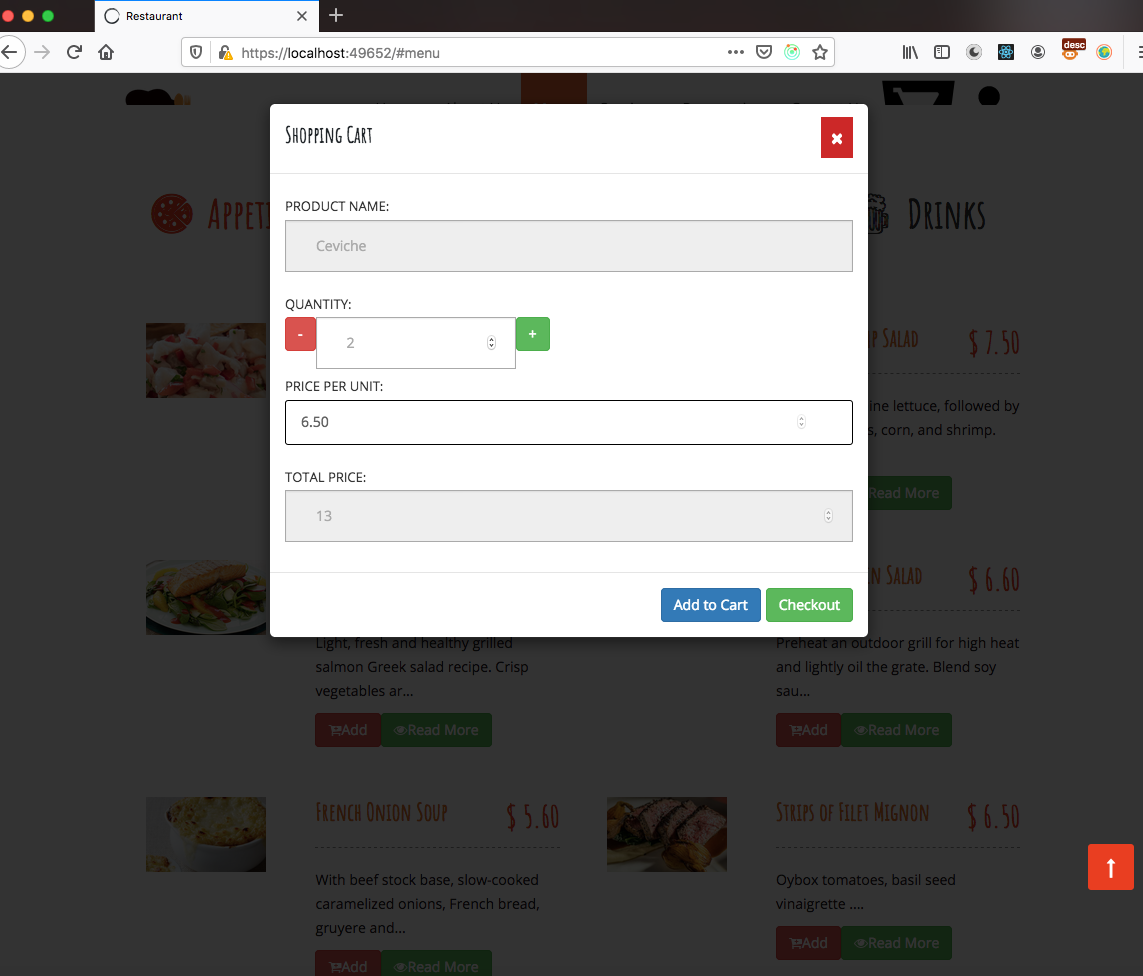 Restaurant
https://localhost:49652/#menu
desc
Shopping Cart
PRODUCT NAME:
Ceviche
QUANTITY:
-
2
+
PRICE PER UNIT:
6.50
TOTAL PRICE:
13
Add to Cart
Checkout
Appeti
Drinks
p Salad
$ 7.50
ine lettuce, followed by
s, corn, and shrimp.
Read More
n Salad
$ 6.60
Light, fresh and healthy grilled
salmon Greek salad recipe. Crisp
vegetables ar...
Add
Read More
Preheat an outdoor grill for high heat
and lightly oil the grate. Blend soy
sau...
Add
Read More
French Onion Soup
$ 5.60
With beef stock base, slow-cooked
caramelized onions, French bread,
gruyere and...
Add
Read More
Strips of Filet Mignon
$ 6.50
Oybox tomatoes, basil seed
vinaigrette ....
Add
Read More